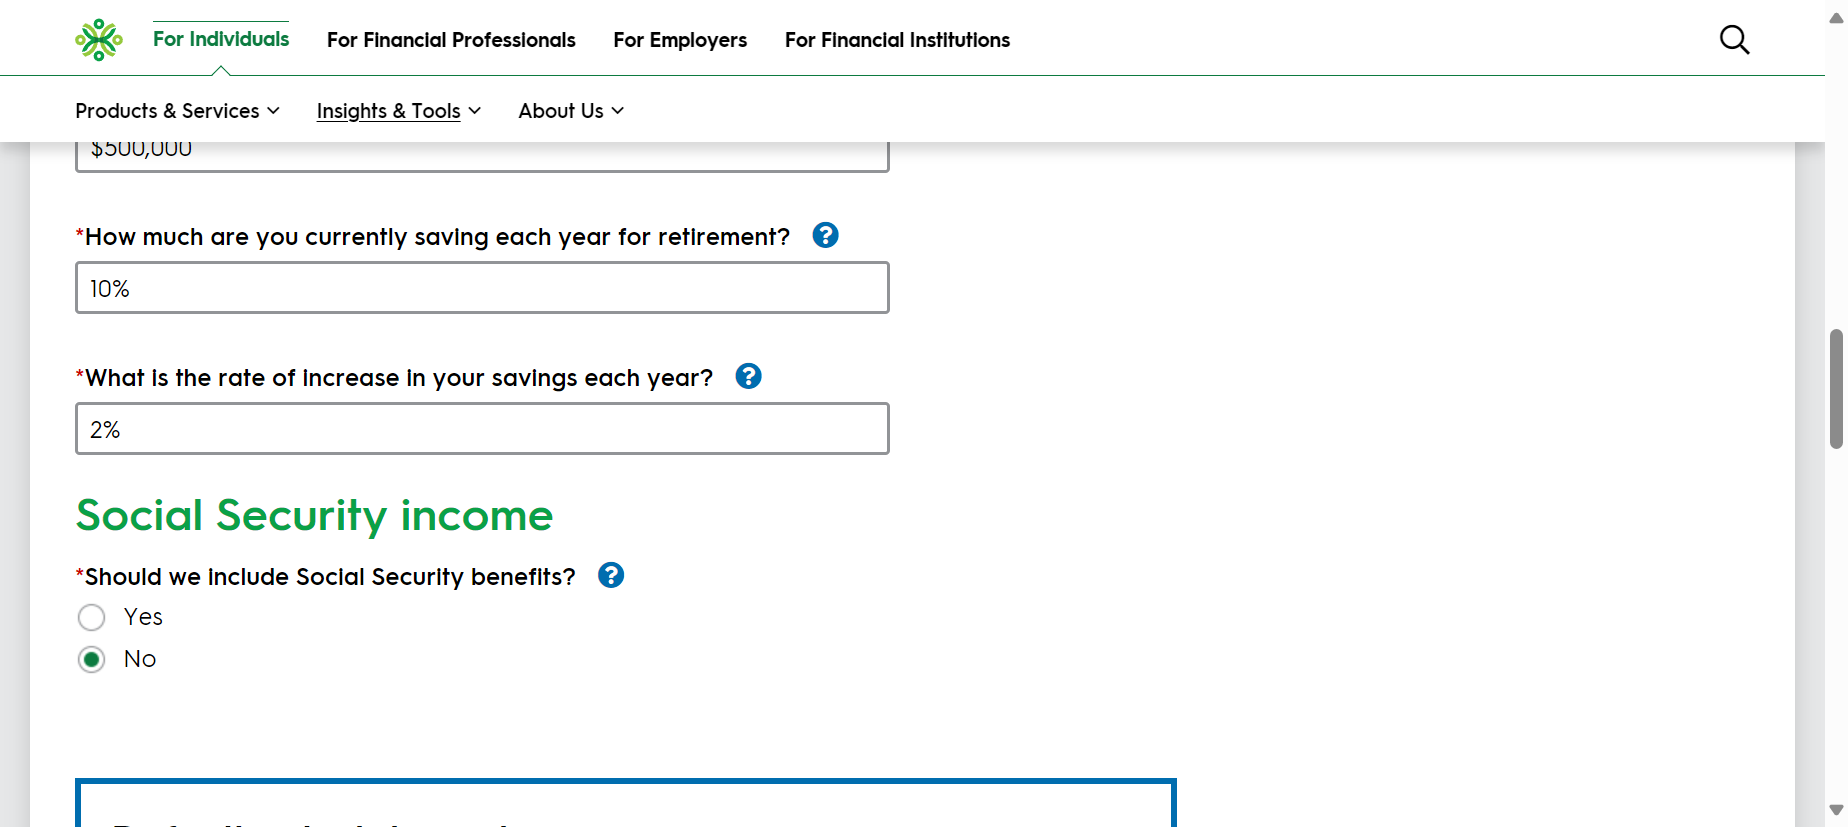 For Individuals
For Financial Professionals
For Employers
For Financial Institutions
Products & Services
Insights & Tools
About Us
$500,000
*How much are you currently saving each year for retirement? ?
10%
*What is the rate of increase in your savings each year? ?
2%
Social Security income
*Should we include Social Security benefits? ?
Yes
No